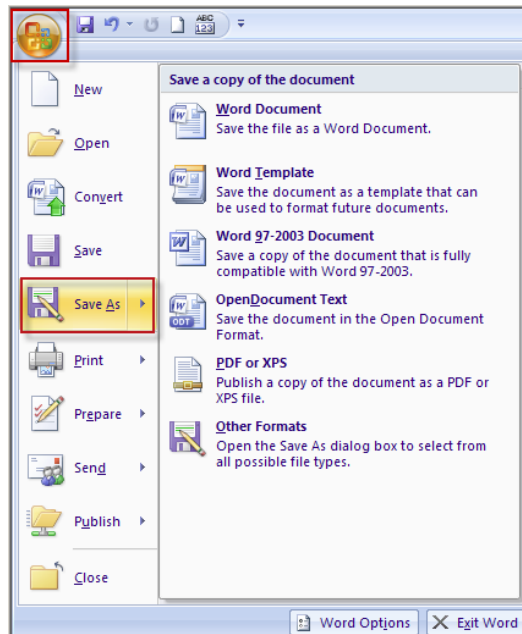 ABC
123
New
Open
Convert
Save
Save As
Print
Prepare
Send
Publish
Close
Save a copy of the document
Word Document
Save the file as a Word Document.
Word Template
Save the document as a template that can
be used to format future documents.
Word 97-2003 Document
Save a copy of the document that is fully
compatible with Word 97-2003.
OpenDocument Text
Save the document in the Open Document
Format.
ODT
PDF or XPS
Publish a copy of the document as a PDF or
XPS file.
Other Formats
Open the Save As dialog box to select from
all possible file types.
Word Options
Exit Word